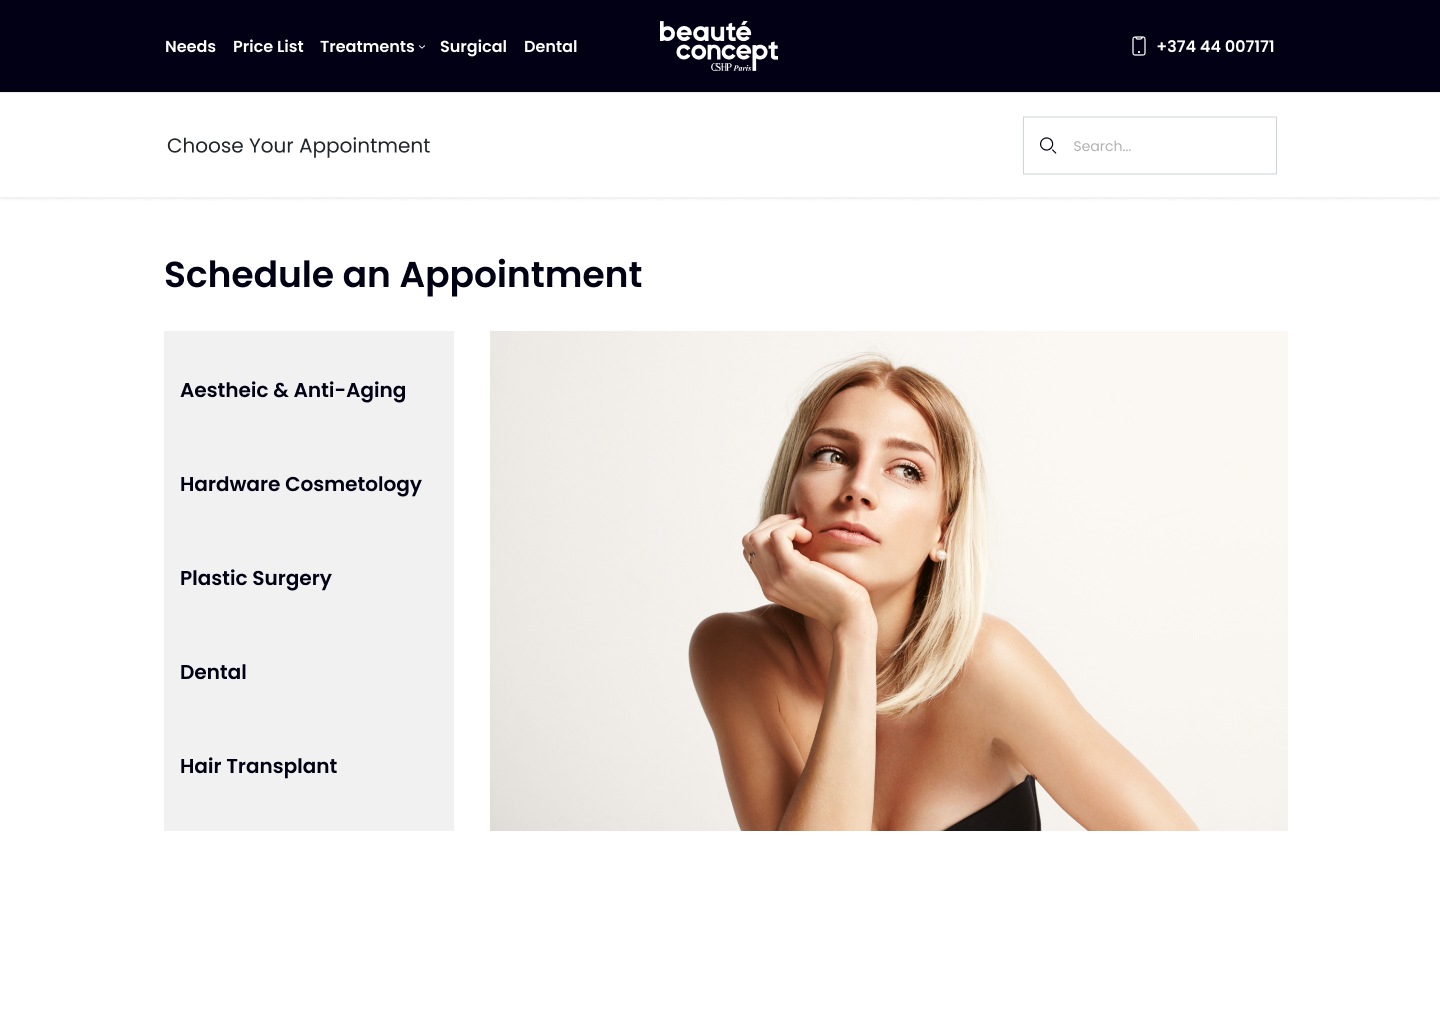 Needs Price List Treatments Surgical Dental
beauté
concept
CSHP Paris
+374 44 007171
Choose Your Appointment
Search...
Schedule an Appointment
Aestheic & Anti-Aging
Hardware Cosmetology
Plastic Surgery
Dental
Hair Transplant